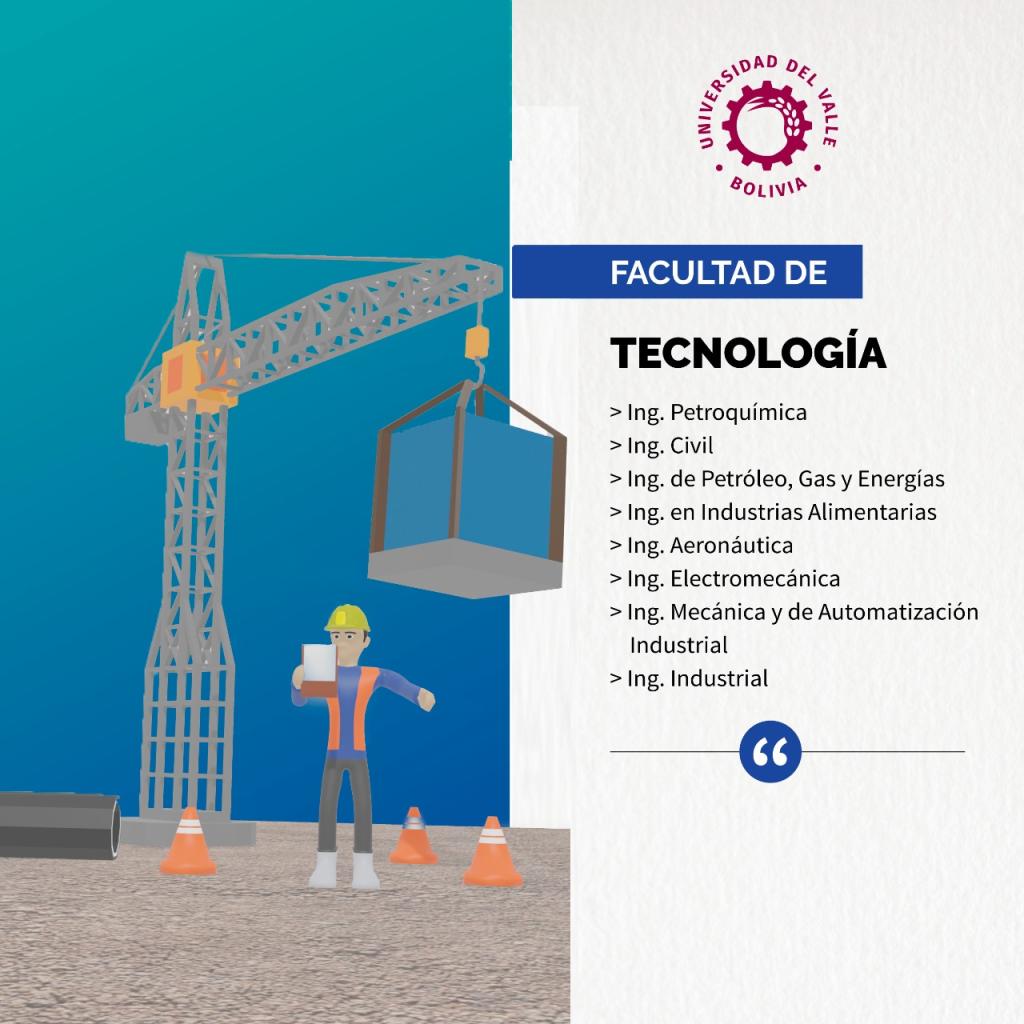 UNIVERSIDAD DEL VALLE
• BOLIVIA •
FACULTAD DE
TECNOLOGÍA
> Ing. Petroquímica
> Ing. Civil
> Ing. de Petróleo, Gas y Energías
> Ing. en Industrias Alimentarias
> Ing. Aeronáutica
> Ing. Electromecánica
> Ing. Mecánica y de Automatización
Industrial
> Ing. Industrial
“